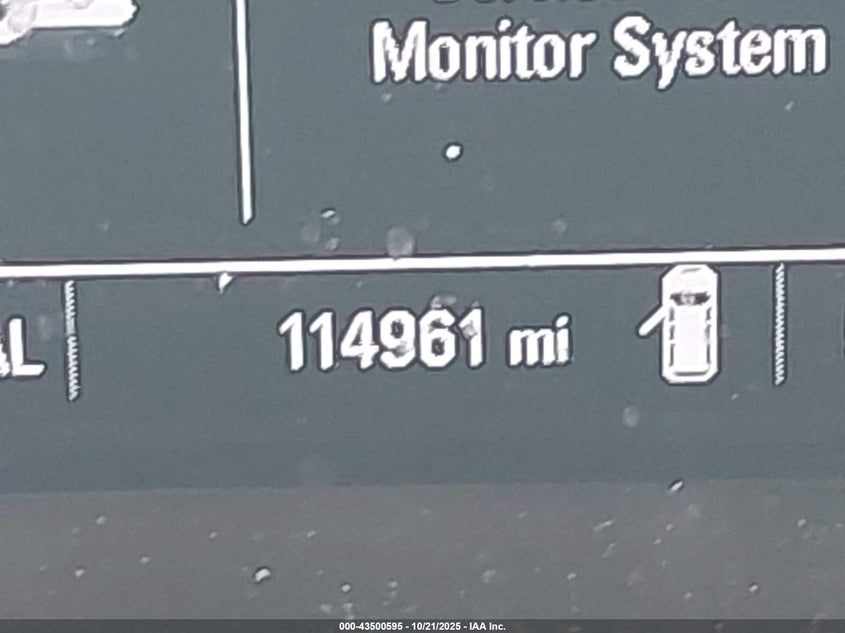 Monitor System
114961 mi
000-43500595 - 10/21/2025 - IAA Inc.